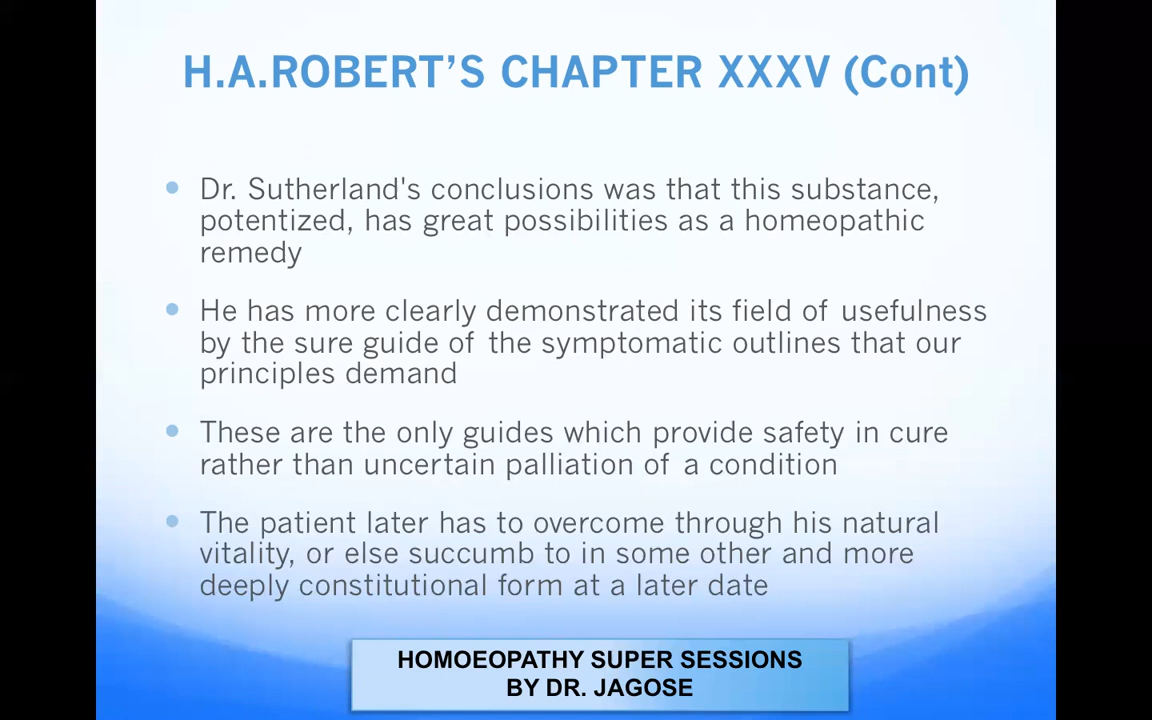 H.A.ROBERT'S CHAPTER XXXV (Cont)
• Dr. Sutherland's conclusions was that this substance,
potentized, has great possibilities as a homeopathic
remedy
• He has more clearly demonstrated its field of usefulness
by the sure guide of the symptomatic outlines that our
principles demand
• These are the only guides which provide safety in cure
rather than uncertain palliation of a condition
• The patient later has to overcome through his natural
vitality, or else succumb to in some other and more
deeply constitutional form at a later date
HOMOEOPATHY SUPER SESSIONS
BY DR. JAGOSE